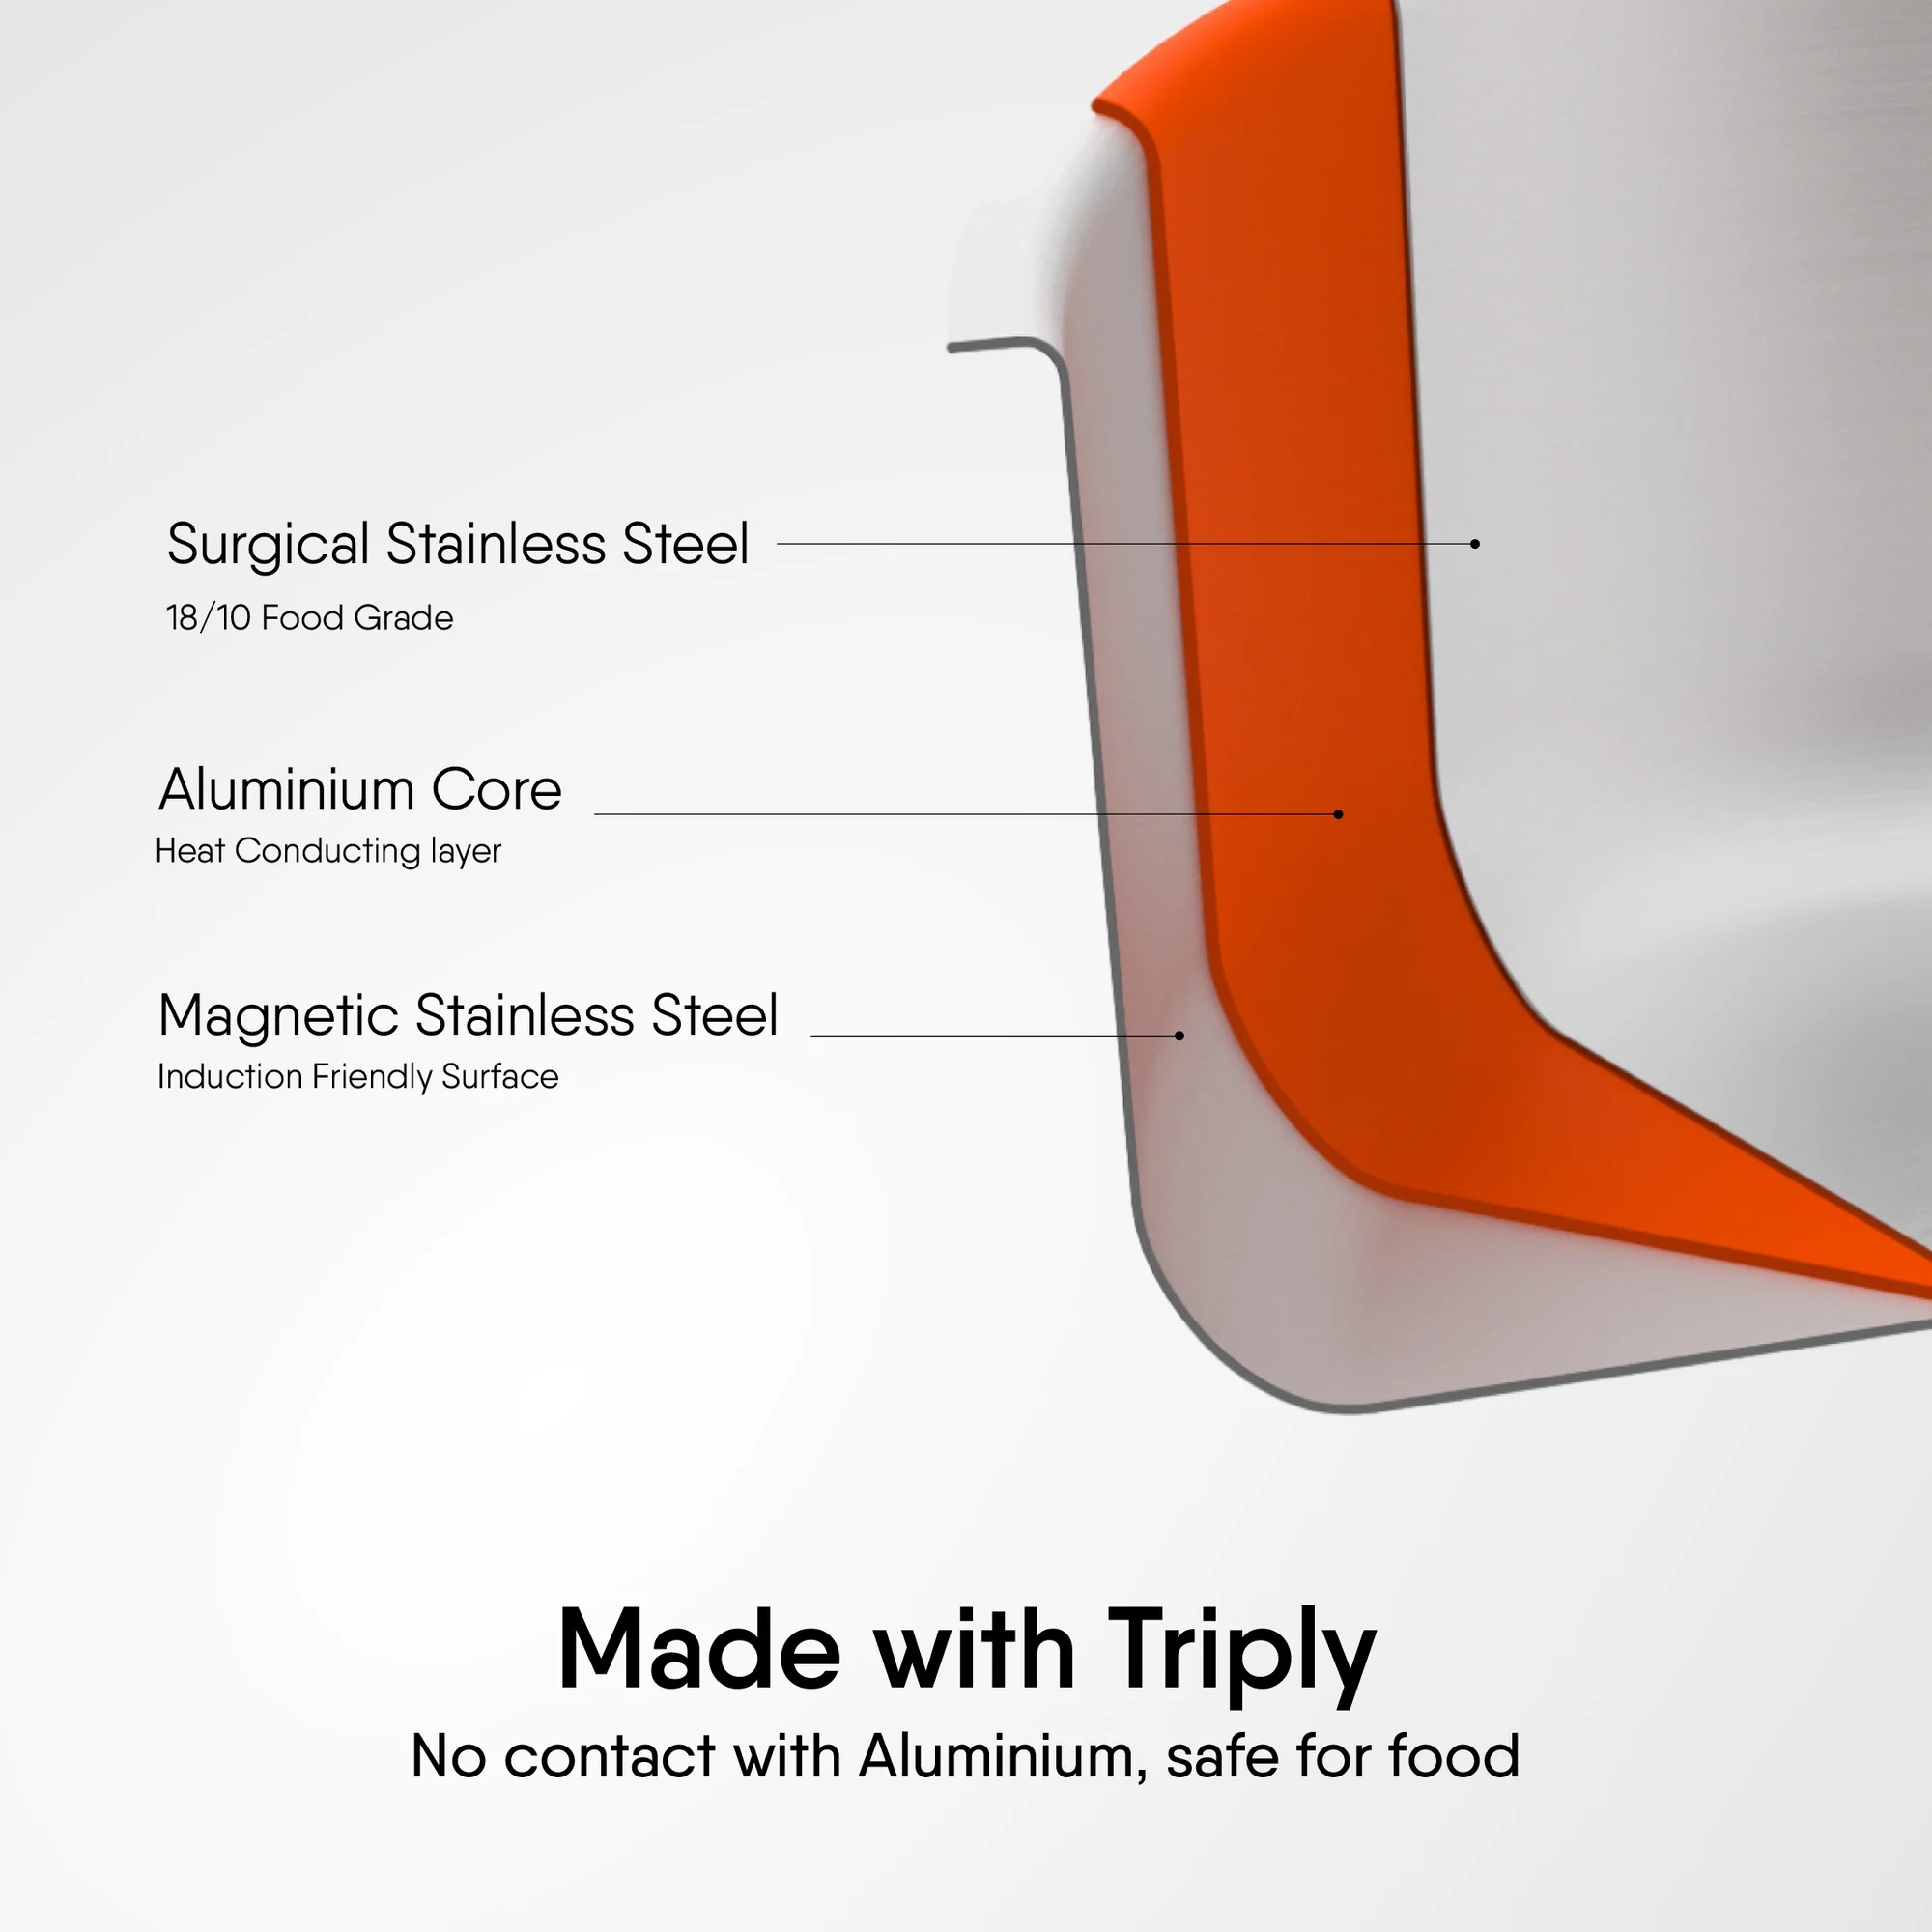 Surgical Stainless Steel
18/10 Food Grade
Aluminium Core
Heat Conducting layer
Magnetic Stainless Steel
Induction Friendly Surface
Made with Triply
No contact with Aluminium, safe for food